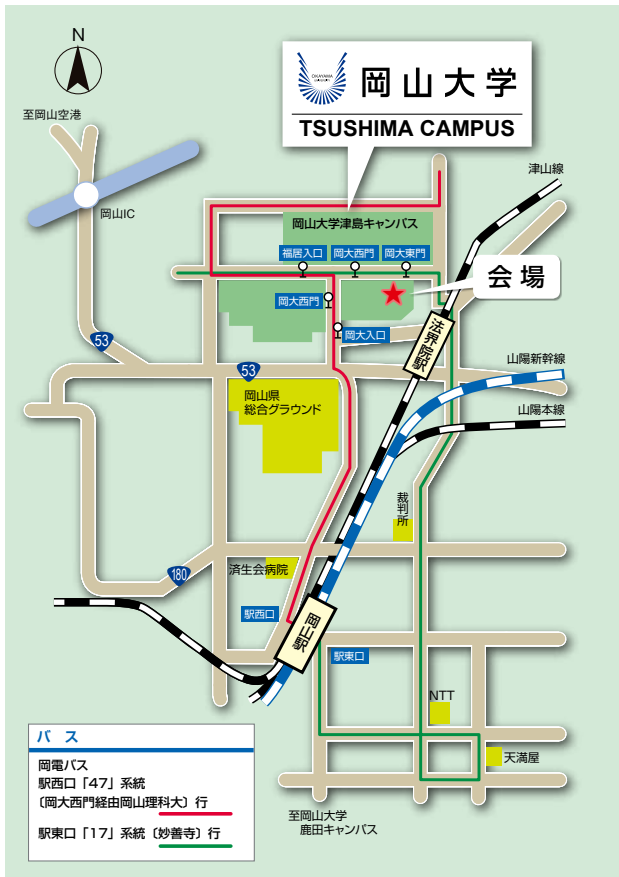 N
至岡山空港
岡山IC
OKAYAMA
岡山大学
TSUSHIMA CAMPUS
津山線
岡山大学津島キャンパス
福居入口
岡大西門
岡大東門
会場
岡大西門
岡大入口
法界院駅
53
53
山陽新幹線
岡山県
総合グラウンド
山陽本線
裁判所
180
済生会病院
駅西口
岡山駅
駅東口
NTT
天満屋
バス
岡電バス
駅西口「47」系統
〔岡大西門経由岡山理科大〕行
駅東口「17」系統〔妙善寺〕行
至岡山大学
鹿田キャンパス